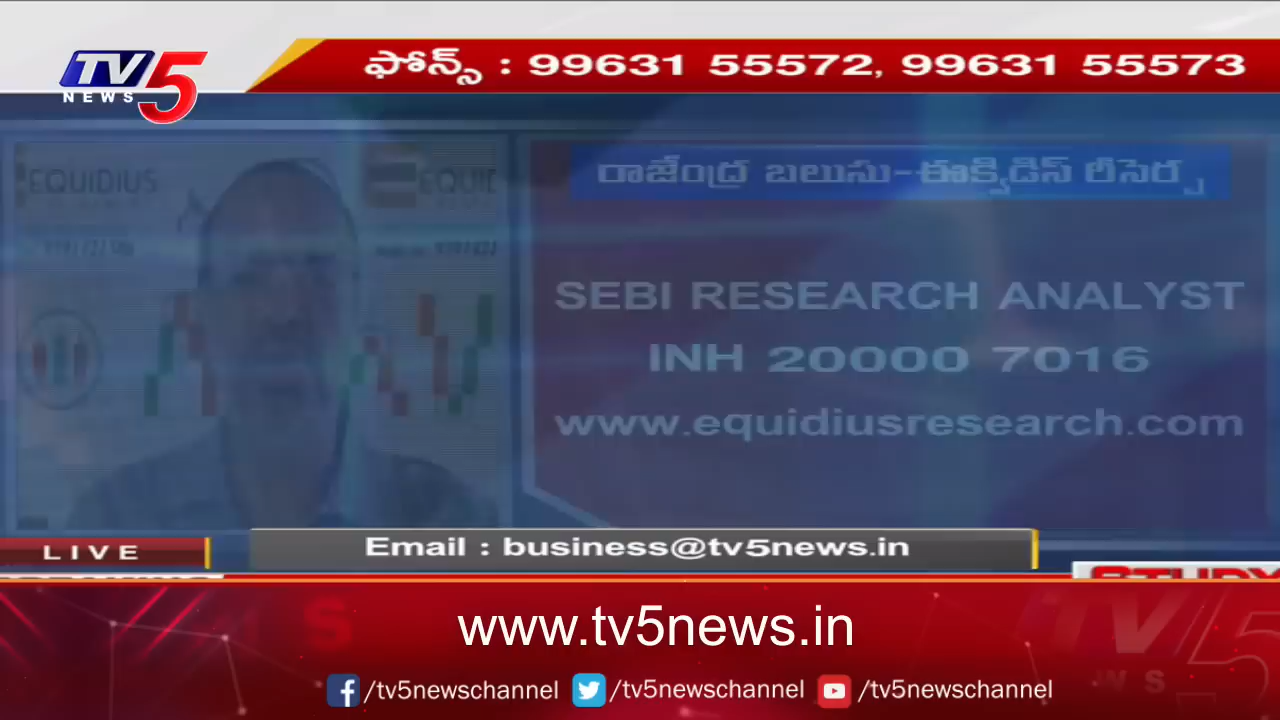 TV5
NEWS
ఫోన్స్ : 99631 55572, 99631 55573
EQUIDIUS
EQUIE
రాజేంద్ర బలుసు-ఈక్విడిస్ రీసెర్చ్
SEBI RESEARCH ANALYST
INH 20000 7016
www.equidiusresearch.com
LIVE
Email : business@tv5news.in
www.tv5news.in
/tv5newschannel /tv5newschannel /tv5newschannel